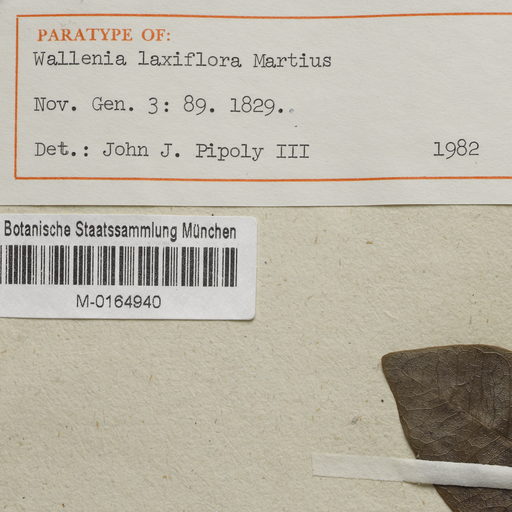 PARATYPE OF:
Wallenia laxiflora Martius
Nov. Gen. 3: 89. 1829.
Det.: John J. Pipoly III 1982
Botanische Staatssammlung München
M-0164940